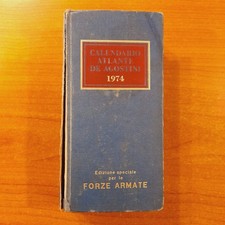 CALENDARIO
ATLANTE
DE AGOSTINI
1974
Edizione speciale
per le
FORZE ARMATE